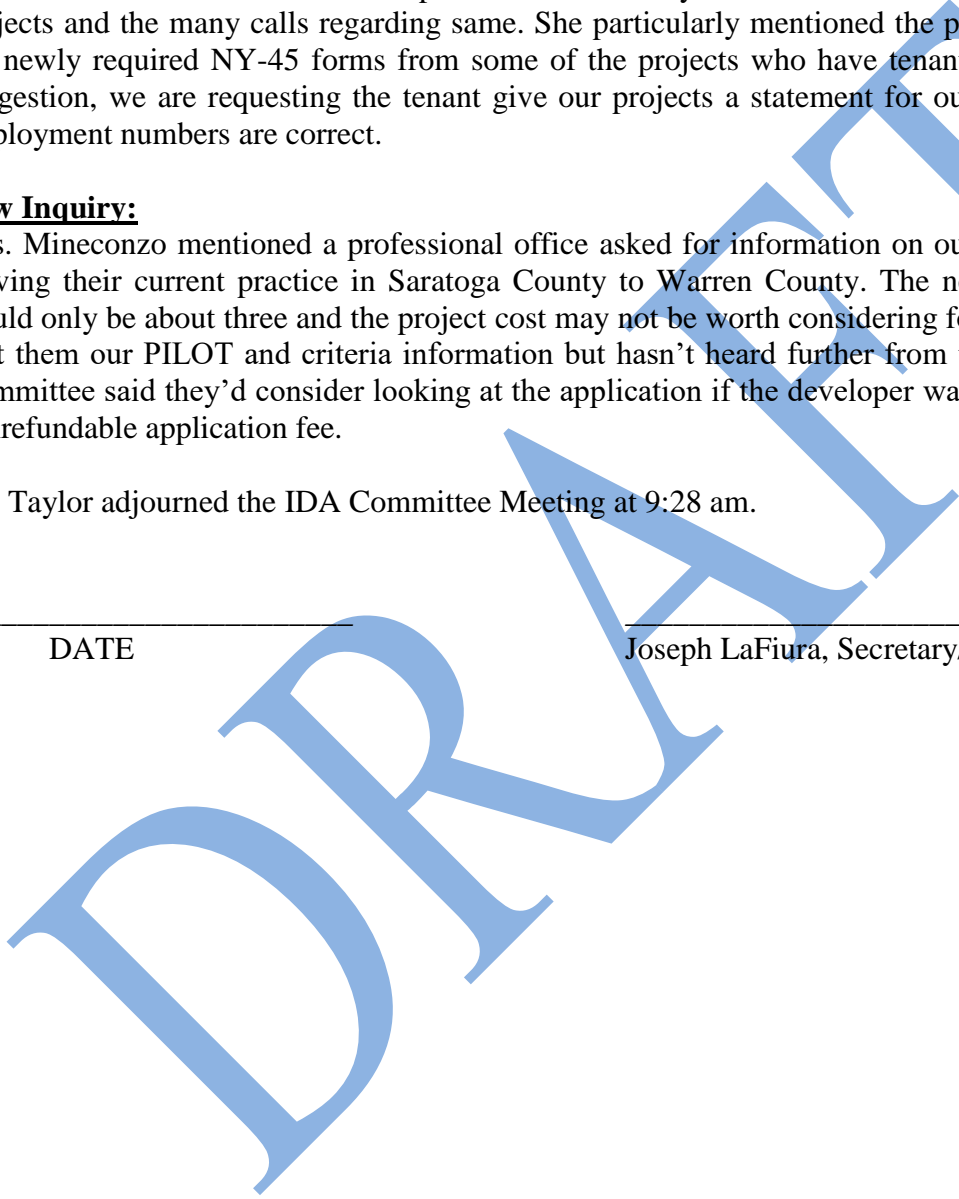 jects and the many calls regarding same. She particularly mentioned the p
newly required NY-45 forms from some of the projects who have tenant
gestion, we are requesting the tenant give our projects a statement for ou
ployment numbers are correct.
w Inquiry:
s. Mineconzo mentioned a professional office asked for information on ou
ving their current practice in Saratoga County to Warren County. The n
uld only be about three and the project cost may not be worth considering fo
t them our PILOT and criteria information but hasn't heard further from
mmittee said they'd consider looking at the application if the developer wa
refundable application fee.
Taylor adjourned the IDA Committee Meeting at 9:28 am.
DATE Joseph LaFiura, Secretary/
DRAFT